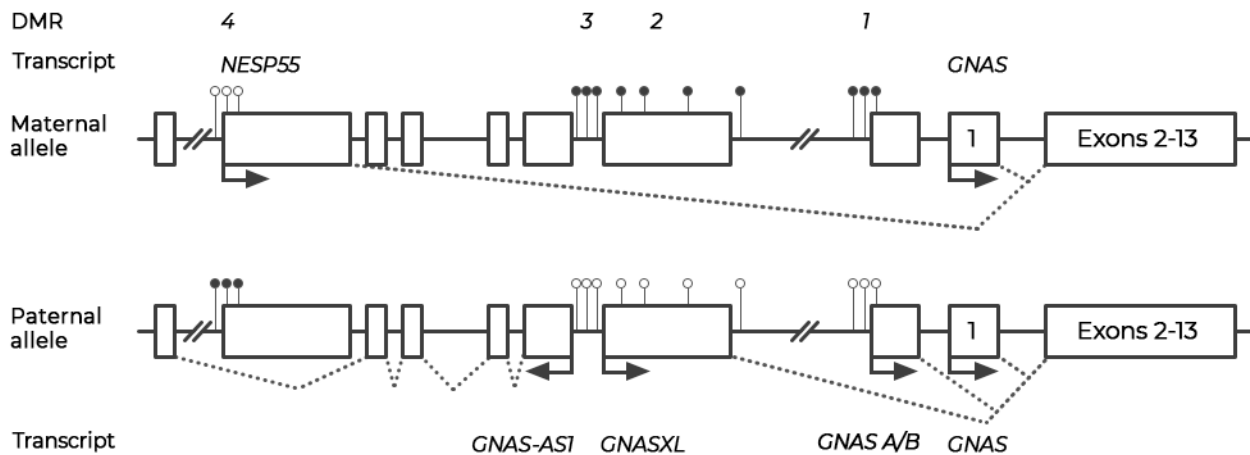 DMR 4 3 2 1
Transcript NESP55 GNAS
Maternal
allele
1 Exons 2-13
Paternal
allele
1 Exons 2-13
Transcript GNAS-AS1 GNASXL GNAS A/B GNAS